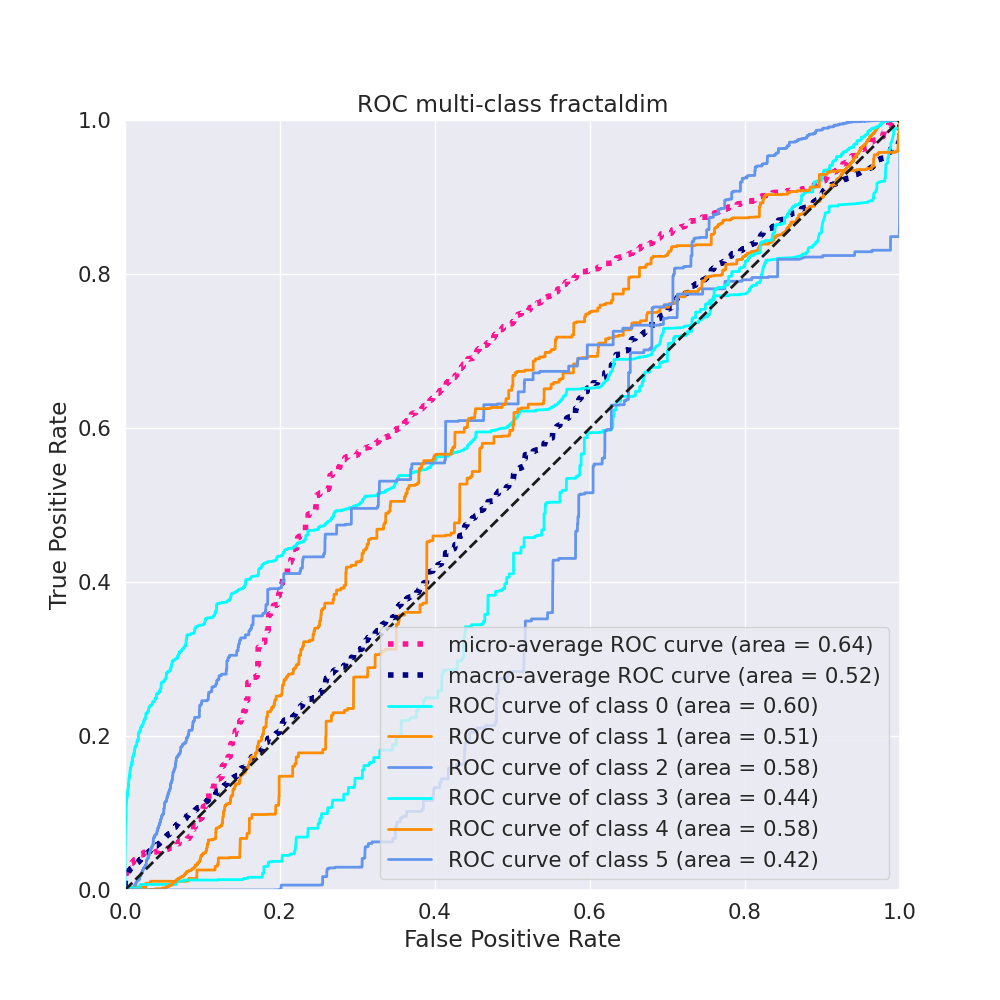 ROC multi-class fractaldim
1.0
0.8
0.6
0.4
0.2
0.0
True Positive Rate
micro-average ROC curve (area = 0.64)
macro-average ROC curve (area = 0.52)
ROC curve of class 0 (area = 0.60)
ROC curve of class 1 (area = 0.51)
ROC curve of class 2 (area = 0.58)
ROC curve of class 3 (area = 0.44)
ROC curve of class 4 (area = 0.58)
ROC curve of class 5 (area = 0.42)
0.0 0.2 0.4 0.6 0.8 1.0
False Positive Rate